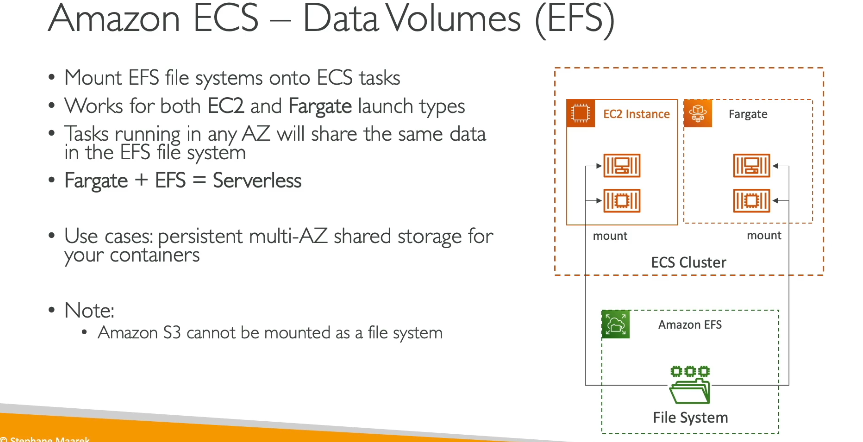 Amazon ECS – Data Volumes (EFS)
• Mount EFS file systems onto ECS tasks
• Works for both EC2 and Fargate launch types
• Tasks running in any AZ will share the same data
in the EFS file system
• Fargate + EFS = Serverless
• Use cases: persistent multi-AZ shared storage for
your containers
• Note:
• Amazon S3 cannot be mounted as a file system
EC2 Instance
Fargate
mount
mount
ECS Cluster
Amazon EFS
File System
© Stephane Maarek